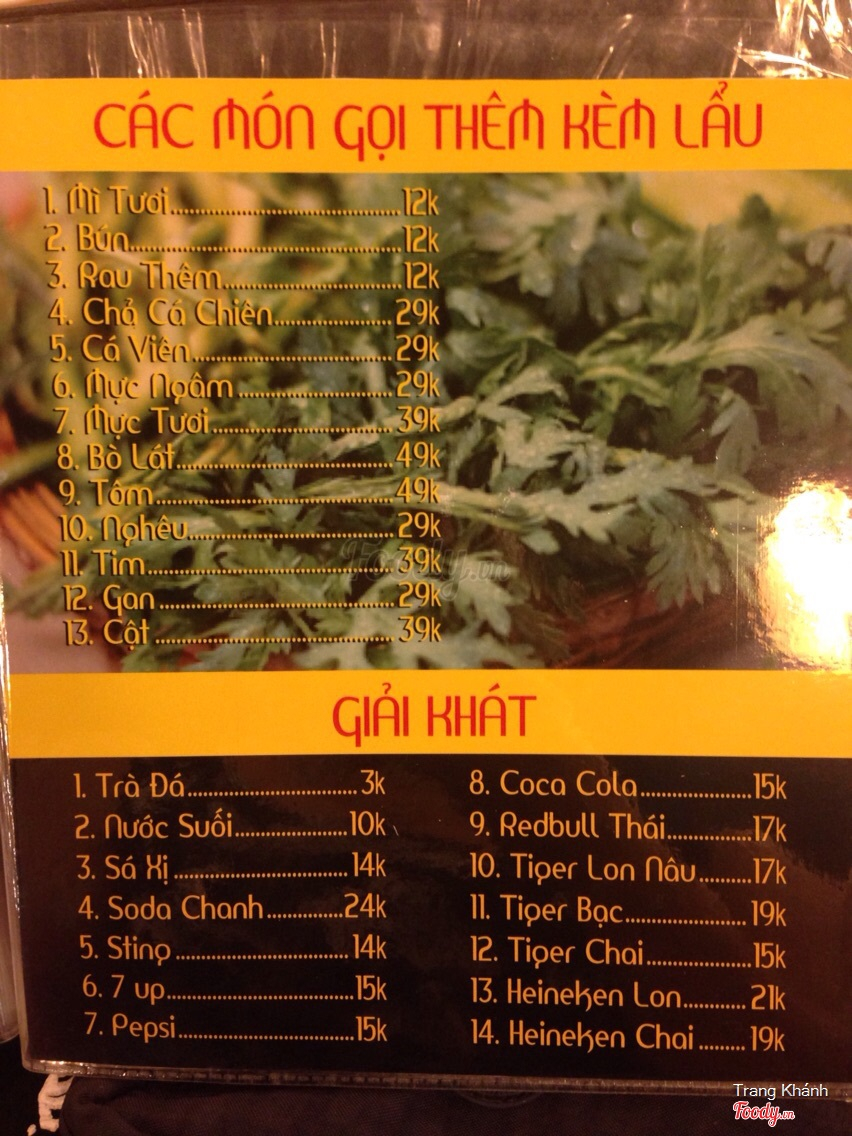 CÁC MÓN GỌI THÊM KÈM LẨU
1. Mì Tươi........................................12k
2. Bún...............................................12k
3. Rau Thêm...............................12k
4. Chả Cá Chiên....................29k
5. Cá Viên..................................29k
6. Mực Ngâm..........................29k
7. Mực Tươi..............................39k
8. Bò Lát.....................................49k
9. Tôm.........................................49k
10. Nghêu...................................29k
11. Tim.........................................39k
12. Gan........................................29k
13. Cật.........................................39k
Foody.vn
GIẢI KHÁT
1. Trà Đá.............................3k
2. Nước Suối...................10k
3. Sá Xị..............................14k
4. Soda Chanh.............24k
5. Sting..............................14k
6. 7 up................................15k
7. Pepsi..............................15k
8. Coca Cola...................15k
9. Redbull Thái...............17k
10. Tiger Lon Nâu.........17k
11. Tiger Bạc.....................19k
12. Tiger Chai..................15k
13. Heineken Lon...........21k
14. Heineken Chai.........19k
Trang Khánh
Foody.vn